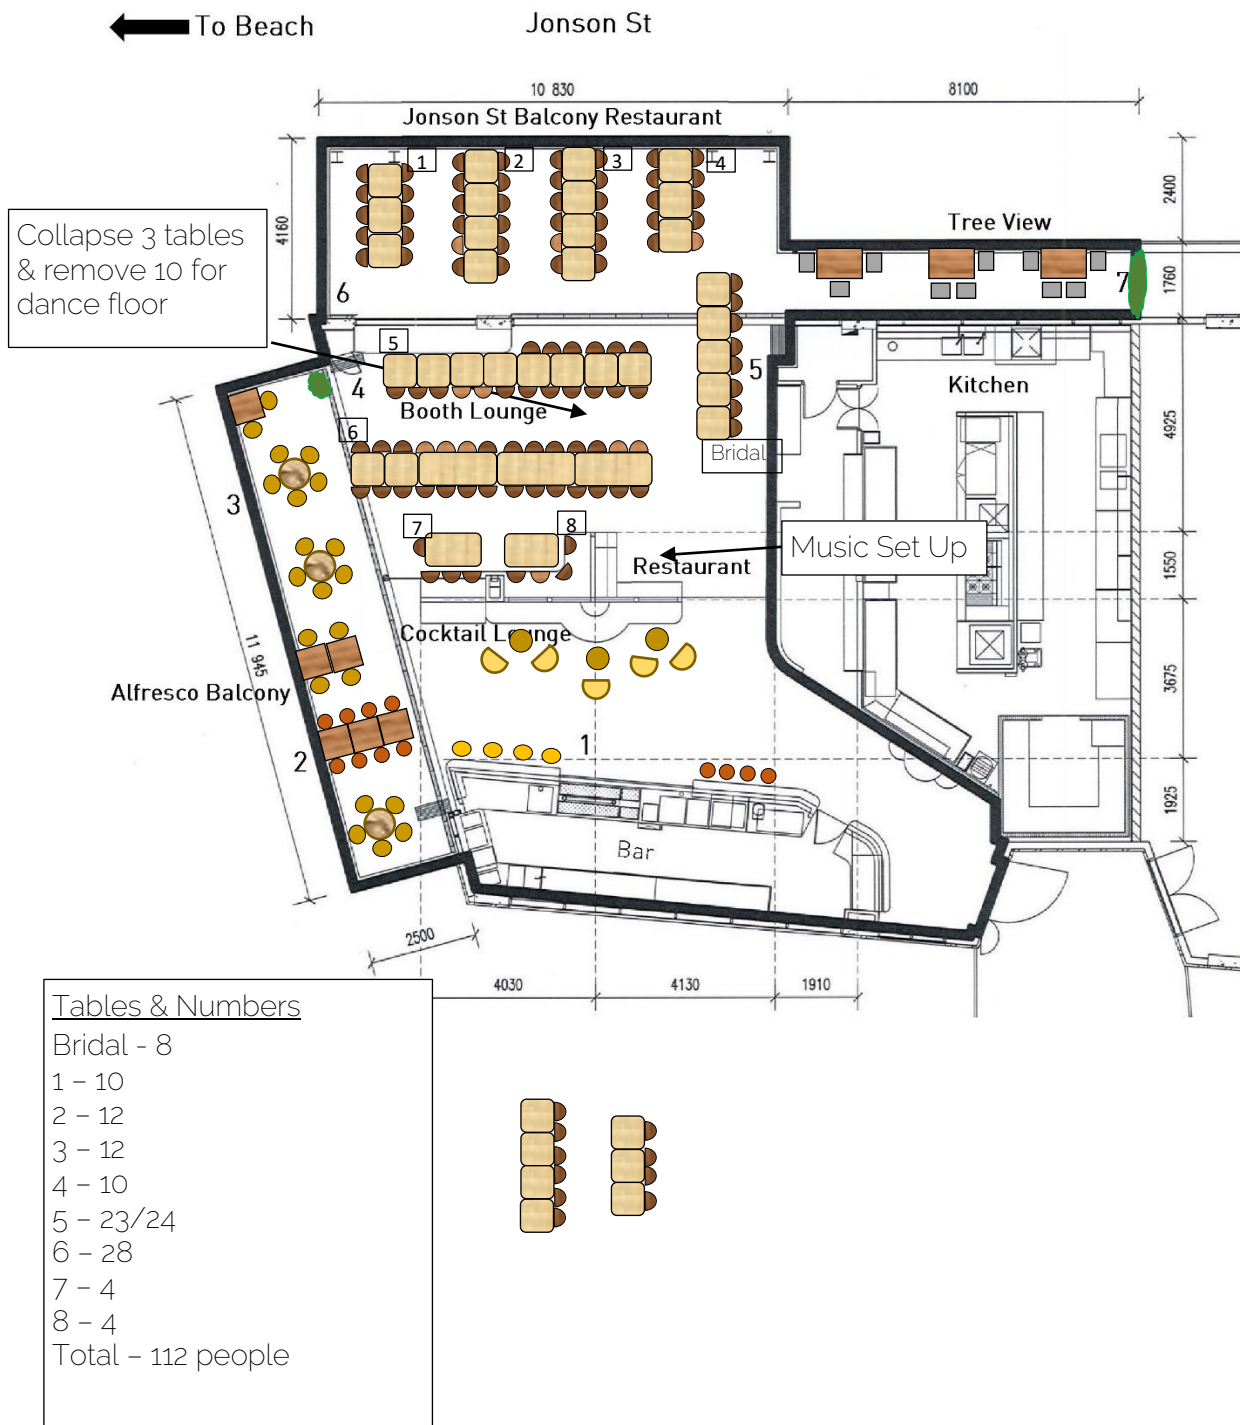 To Beach
Jonson St
10 830
8100
Jonson St Balcony Restaurant
1
2
3
4
4160
2400
Tree View
Collapse 3 tables
& remove 10 for
dance floor
6
7
1760
5
4
5
Kitchen
Booth Lounge
6
Bridal
4925
3
7
8
Music Set Up
Restaurant
1550
Cocktail Lounge
11 945
Alfresco Balcony
3675
2
1
1925
Bar
2500
4030
4130
1910
Tables & Numbers
Bridal - 8
1 – 10
2 – 12
3 – 12
4 – 10
5 – 23/24
6 – 28
7 – 4
8 – 4
Total – 112 people